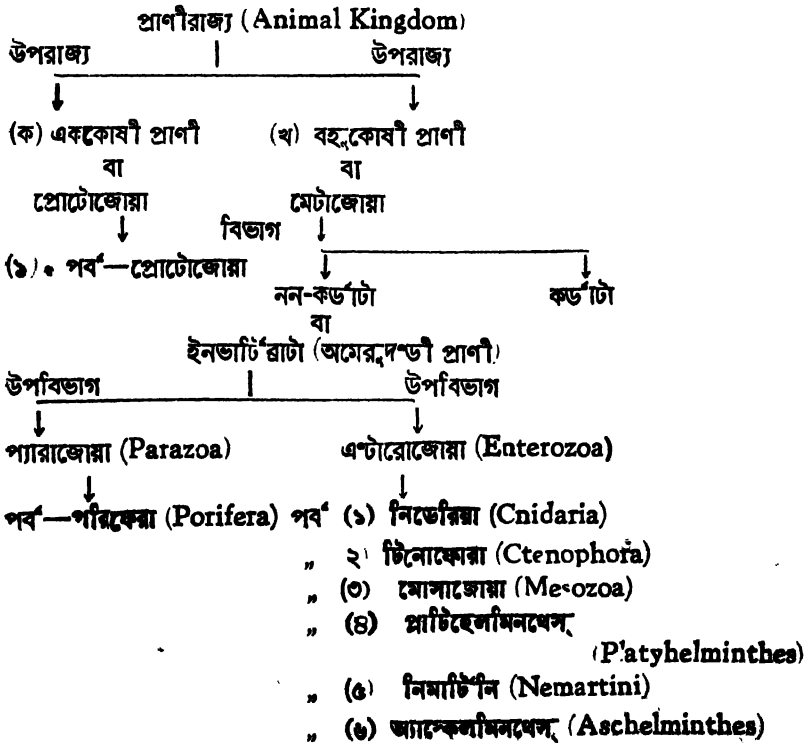 প্রাণীরাজ্য (Animal Kingdom)
উপরাজ্য উপরাজ্য
(ক) এককোষী প্রাণী (খ) বহুকোষী প্রাণী
বা বা
প্রোটোজোয়া মেটাজোয়া
বিভাগ
(১) পর্ব—প্রোটোজোয়া
নন-কর্ডাটা কর্ডাটা
বা
ইনভার্টিব্রাটা (অমেরুদণ্ডী প্রাণী)
উপবিভাগ উপবিভাগ
প্যারাজোয়া (Parazoa) এন্টারোজোয়া (Enterozoa)
পর্ব—পরিফেরা (Porifera) পর্ব (১) নিডেরিয়া (Cnidaria)
„ ২) টিনোফোরা (Ctenophora)
„ (৩) মোসাজোয়া (Mesozoa)
„ (৪) প্লাটিহেলমিনথেস্
(Platyhelminthes)
„ (৫) নিমার্টিনি (Nemartini)
„ (৬) অ্যাস্কেলমিনথেস্ (Aschelminthes)